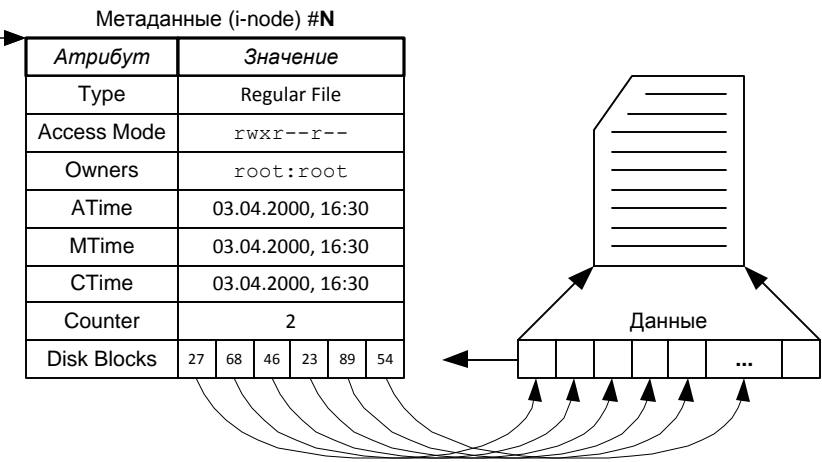 Метаданные (i-node) #N
Атрибут Значение
Type Regular File
Access Mode rwxr--r--
Owners root:root
ATime 03.04.2000, 16:30
MTime 03.04.2000, 16:30
CTime 03.04.2000, 16:30
Counter 2
Disk Blocks 27 68 46 23 89 54
Данные
...